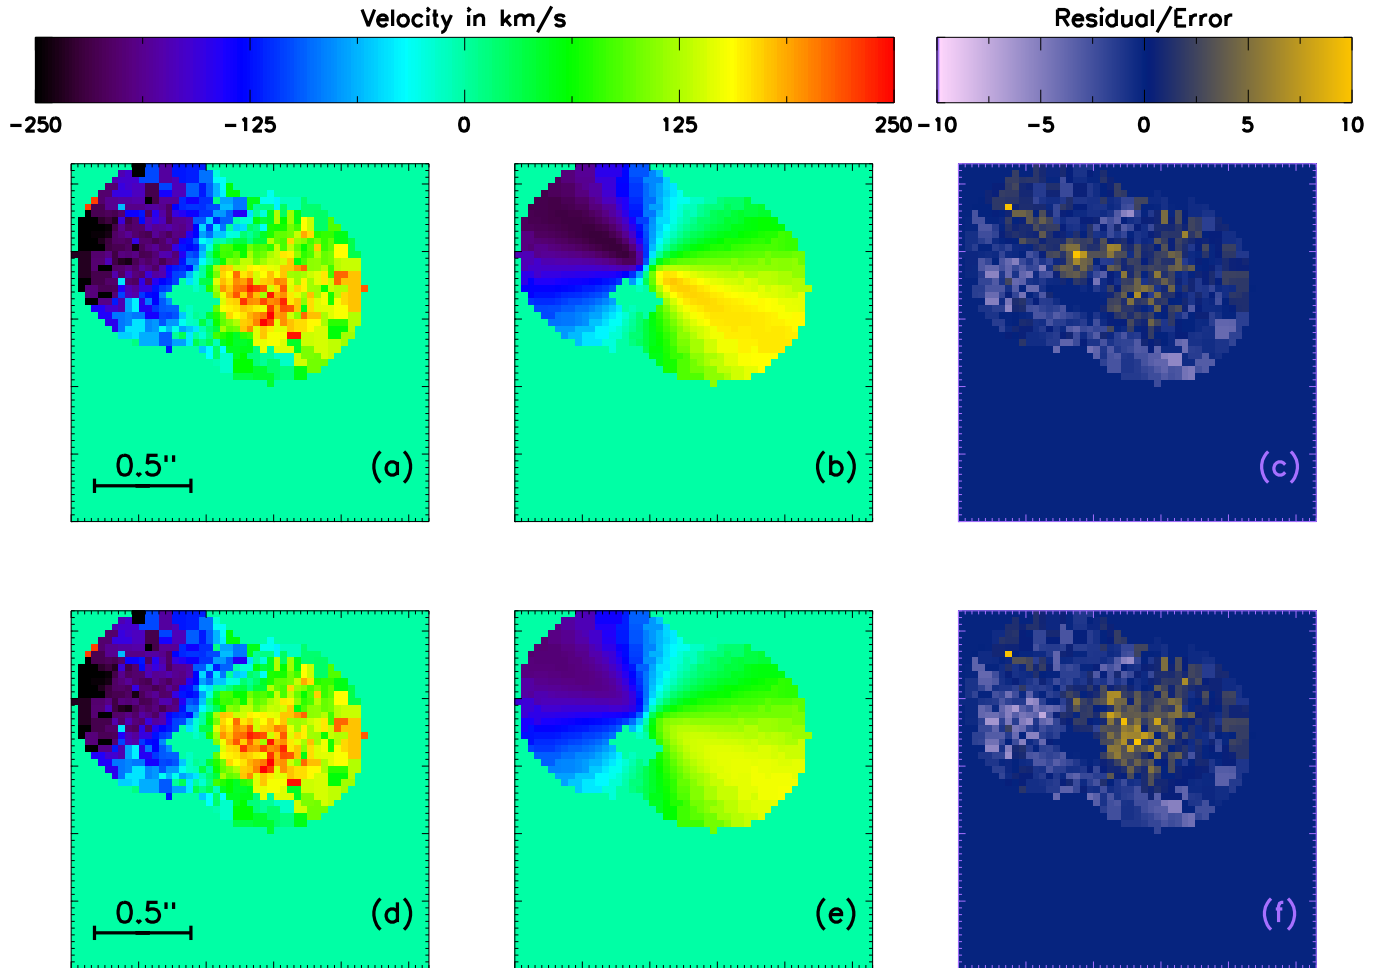 Velocity in km/s Residual/Error
-250 -125 0 125 250 -10 -5 0 5 10
0.5" (a) (b) (c)
0.5" (d) (e) (f)